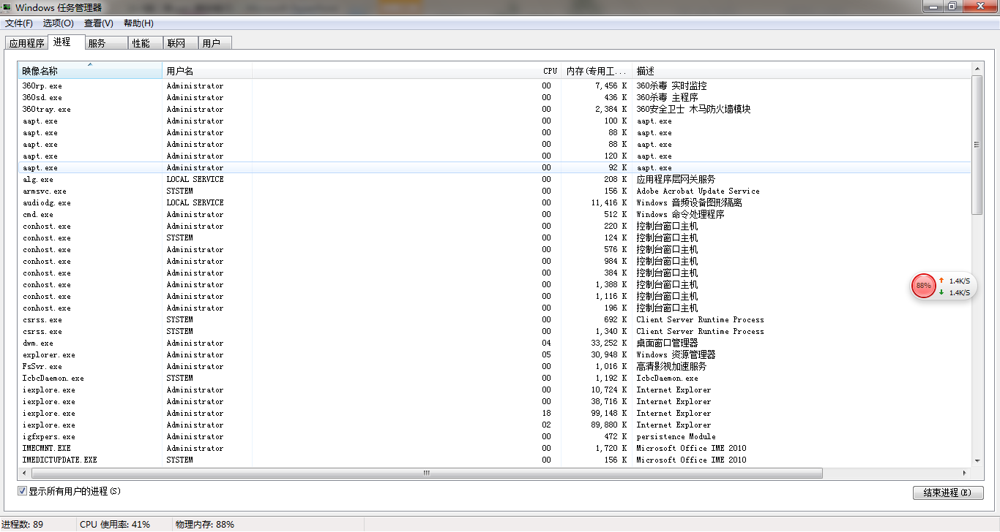 Windows 任务管理器
文件(F) 选项(O) 查看(V) 帮助(H)
应用程序 进程 服务 性能 联网 用户
映像名称 用户名 CPU 内存(专用工... 描述
360rp.exe Administrator 00 7,456 K 360杀毒 实时监控
360sd.exe Administrator 00 436 K 360杀毒 主程序
360tray.exe Administrator 00 2,384 K 360安全卫士 木马防火墙模块
aapt.exe Administrator 00 100 K aapt.exe
aapt.exe Administrator 00 88 K aapt.exe
aapt.exe Administrator 00 88 K aapt.exe
aapt.exe Administrator 00 120 K aapt.exe
aapt.exe Administrator 00 92 K aapt.exe
alg.exe LOCAL SERVICE 00 208 K 应用程序层网关服务
armsvc.exe SYSTEM 00 156 K Adobe Acrobat Update Service
audiodg.exe LOCAL SERVICE 00 11,416 K Windows 音频设备图形隔离
cmd.exe Administrator 00 512 K Windows 命令处理程序
conhost.exe Administrator 00 220 K 控制台窗口主机
conhost.exe SYSTEM 00 124 K 控制台窗口主机
conhost.exe Administrator 00 576 K 控制台窗口主机
conhost.exe Administrator 00 984 K 控制台窗口主机
conhost.exe Administrator 00 384 K 控制台窗口主机
conhost.exe Administrator 00 1,388 K 控制台窗口主机
conhost.exe Administrator 00 1,116 K 控制台窗口主机
conhost.exe Administrator 00 196 K 控制台窗口主机
csrss.exe SYSTEM 00 692 K Client Server Runtime Process
csrss.exe SYSTEM 00 1,340 K Client Server Runtime Process
dwm.exe Administrator 04 33,252 K 桌面窗口管理器
explorer.exe Administrator 05 30,948 K Windows 资源管理器
FsSvr.exe Administrator 00 1,016 K 高清影视加速服务
IcbcDaemon.exe SYSTEM 00 1,192 K IcbcDaemon.exe
iexplore.exe Administrator 00 10,724 K Internet Explorer
iexplore.exe Administrator 00 38,716 K Internet Explorer
iexplore.exe Administrator 18 99,148 K Internet Explorer
iexplore.exe Administrator 02 89,880 K Internet Explorer
igfxpers.exe Administrator 00 472 K persistence Module
IMECMNT.EXE Administrator 00 1,720 K Microsoft Office IME 2010
IMEDICTUPDATE.EXE SYSTEM 00 156 K Microsoft Office IME 2010
88% 1.4K/S
1.4K/S
显示所有用户的进程(S) 结束进程(E)
进程数: 89 CPU 使用率: 41% 物理内存: 88%